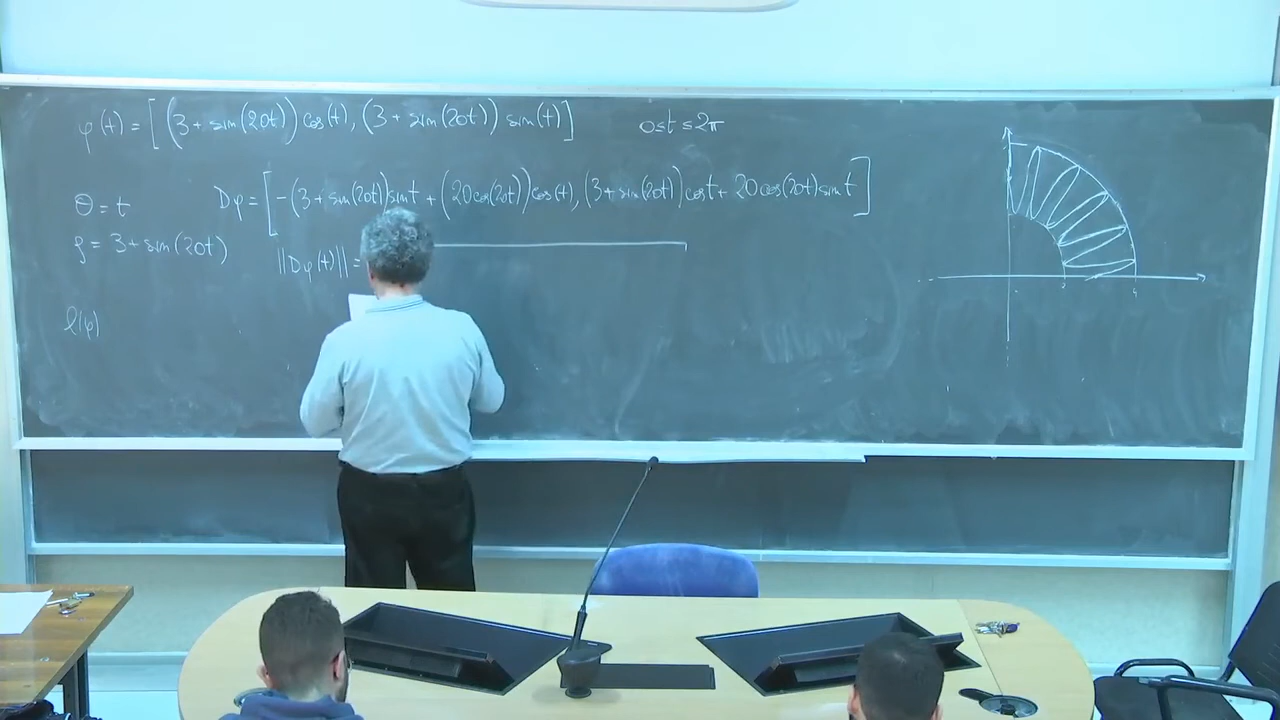 φ(t) = [(3 + sin(20t)) cos(t), (3 + sin(20t)) sin(t)] 0≤t≤2π
θ = t
Dφ = [-(3 + sin(20t)) sin t + (20 cos(20t)) cos(t), (3 + sin(20t)) cos t + 20 cos(20t) sin t]
ρ = 3 + sin(20t)
||Dφ(t)|| =
l(φ)
4